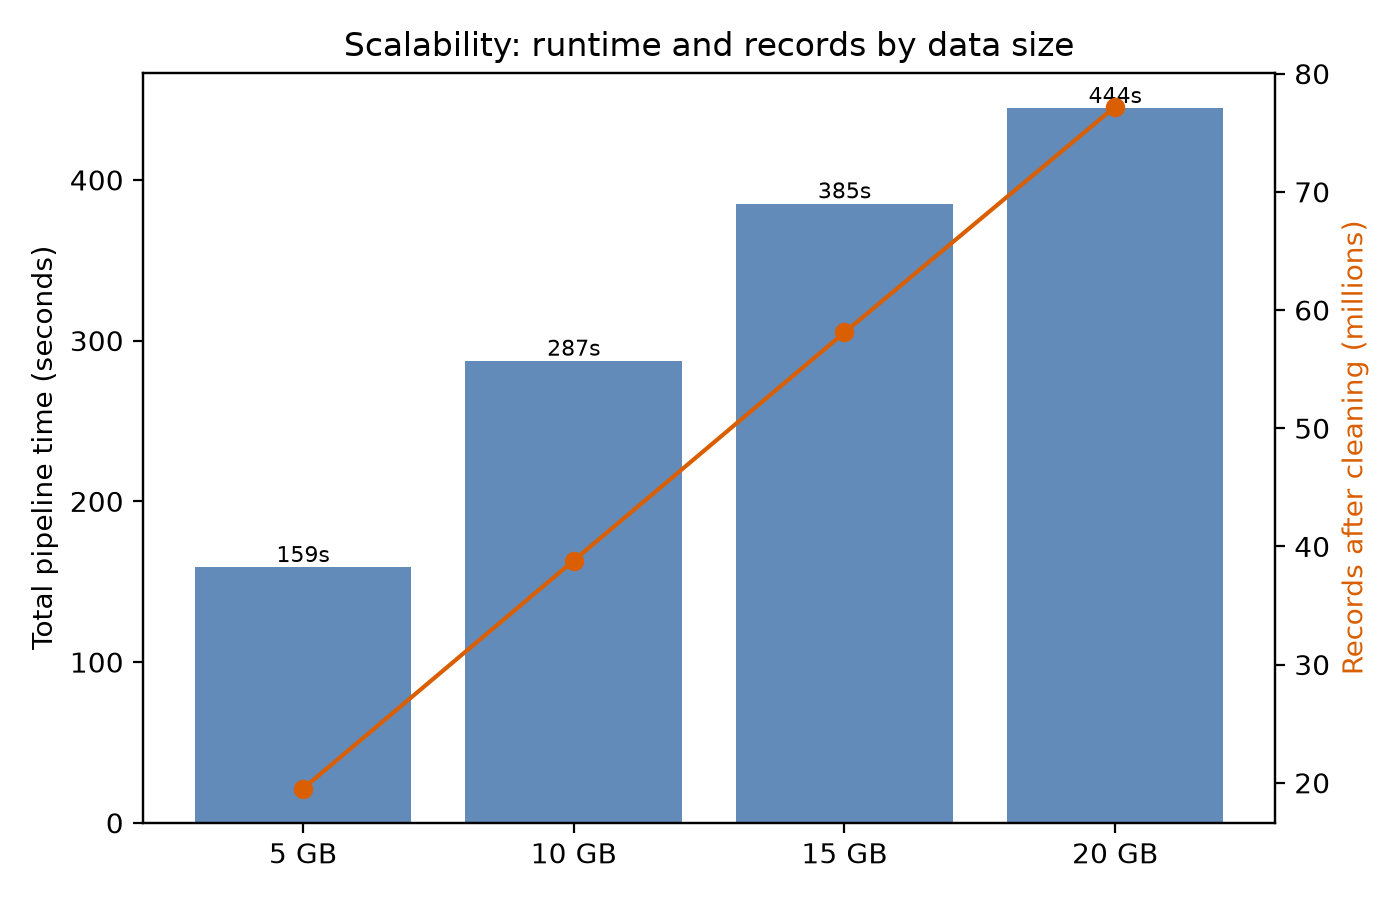 Scalability: runtime and records by data size
Total pipeline time (seconds)
400
300
200
100
0
159s
287s
385s
444s
5 GB
10 GB
15 GB
20 GB
80
70
60
50
40
30
20
Records after cleaning (millions)